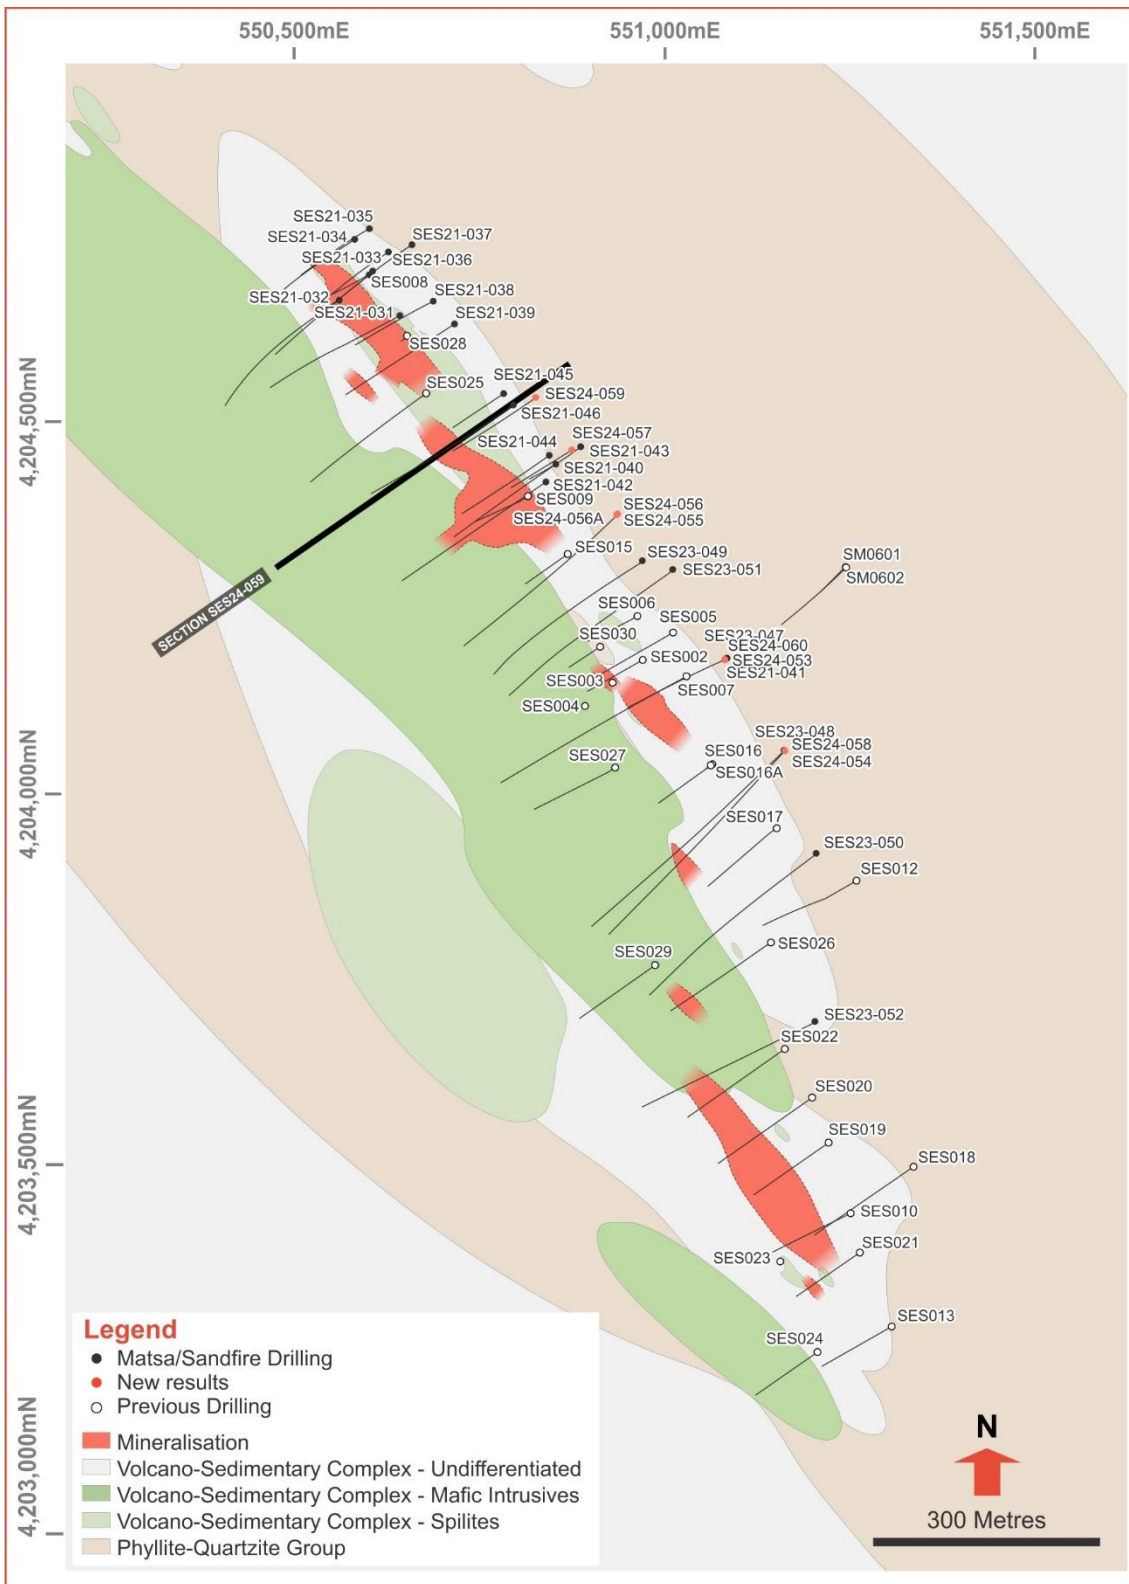 550,500mE
551,000mE
551,500mE
4,204,500mN
4,204,000mN
4,203,500mN
4,203,000mN
SES21-035
SES21-034
SES21-037
SES21-033
SES21-036
SES008
SES21-032
SES21-038
SES21-031
SES21-039
SES028
SES025
SES21-045
SES24-059
SES21-046
SES24-057
SES21-044
SES21-043
SES21-040
SES21-042
SES009
SES24-056
SES24-056A
SES24-055
SES015
SES23-049
SES23-051
SM0601
SM0602
SECTION SES24-059
SES006
SES005
SES030
SES23-047
SES24-060
SES002
SES24-053
SES21-041
SES003
SES007
SES004
SES23-048
SES24-058
SES24-054
SES027
SES016
SES016A
SES017
SES23-050
SES012
SES029
SES026
SES23-052
SES022
SES020
SES019
SES018
SES010
SES021
SES023
SES013
SES024
Legend
Matsa/Sandfire Drilling
New results
Previous Drilling
Mineralisation
Volcano-Sedimentary Complex - Undifferentiated
Volcano-Sedimentary Complex - Mafic Intrusives
Volcano-Sedimentary Complex - Spilites
Phyllite-Quartzite Group
N
300 Metres